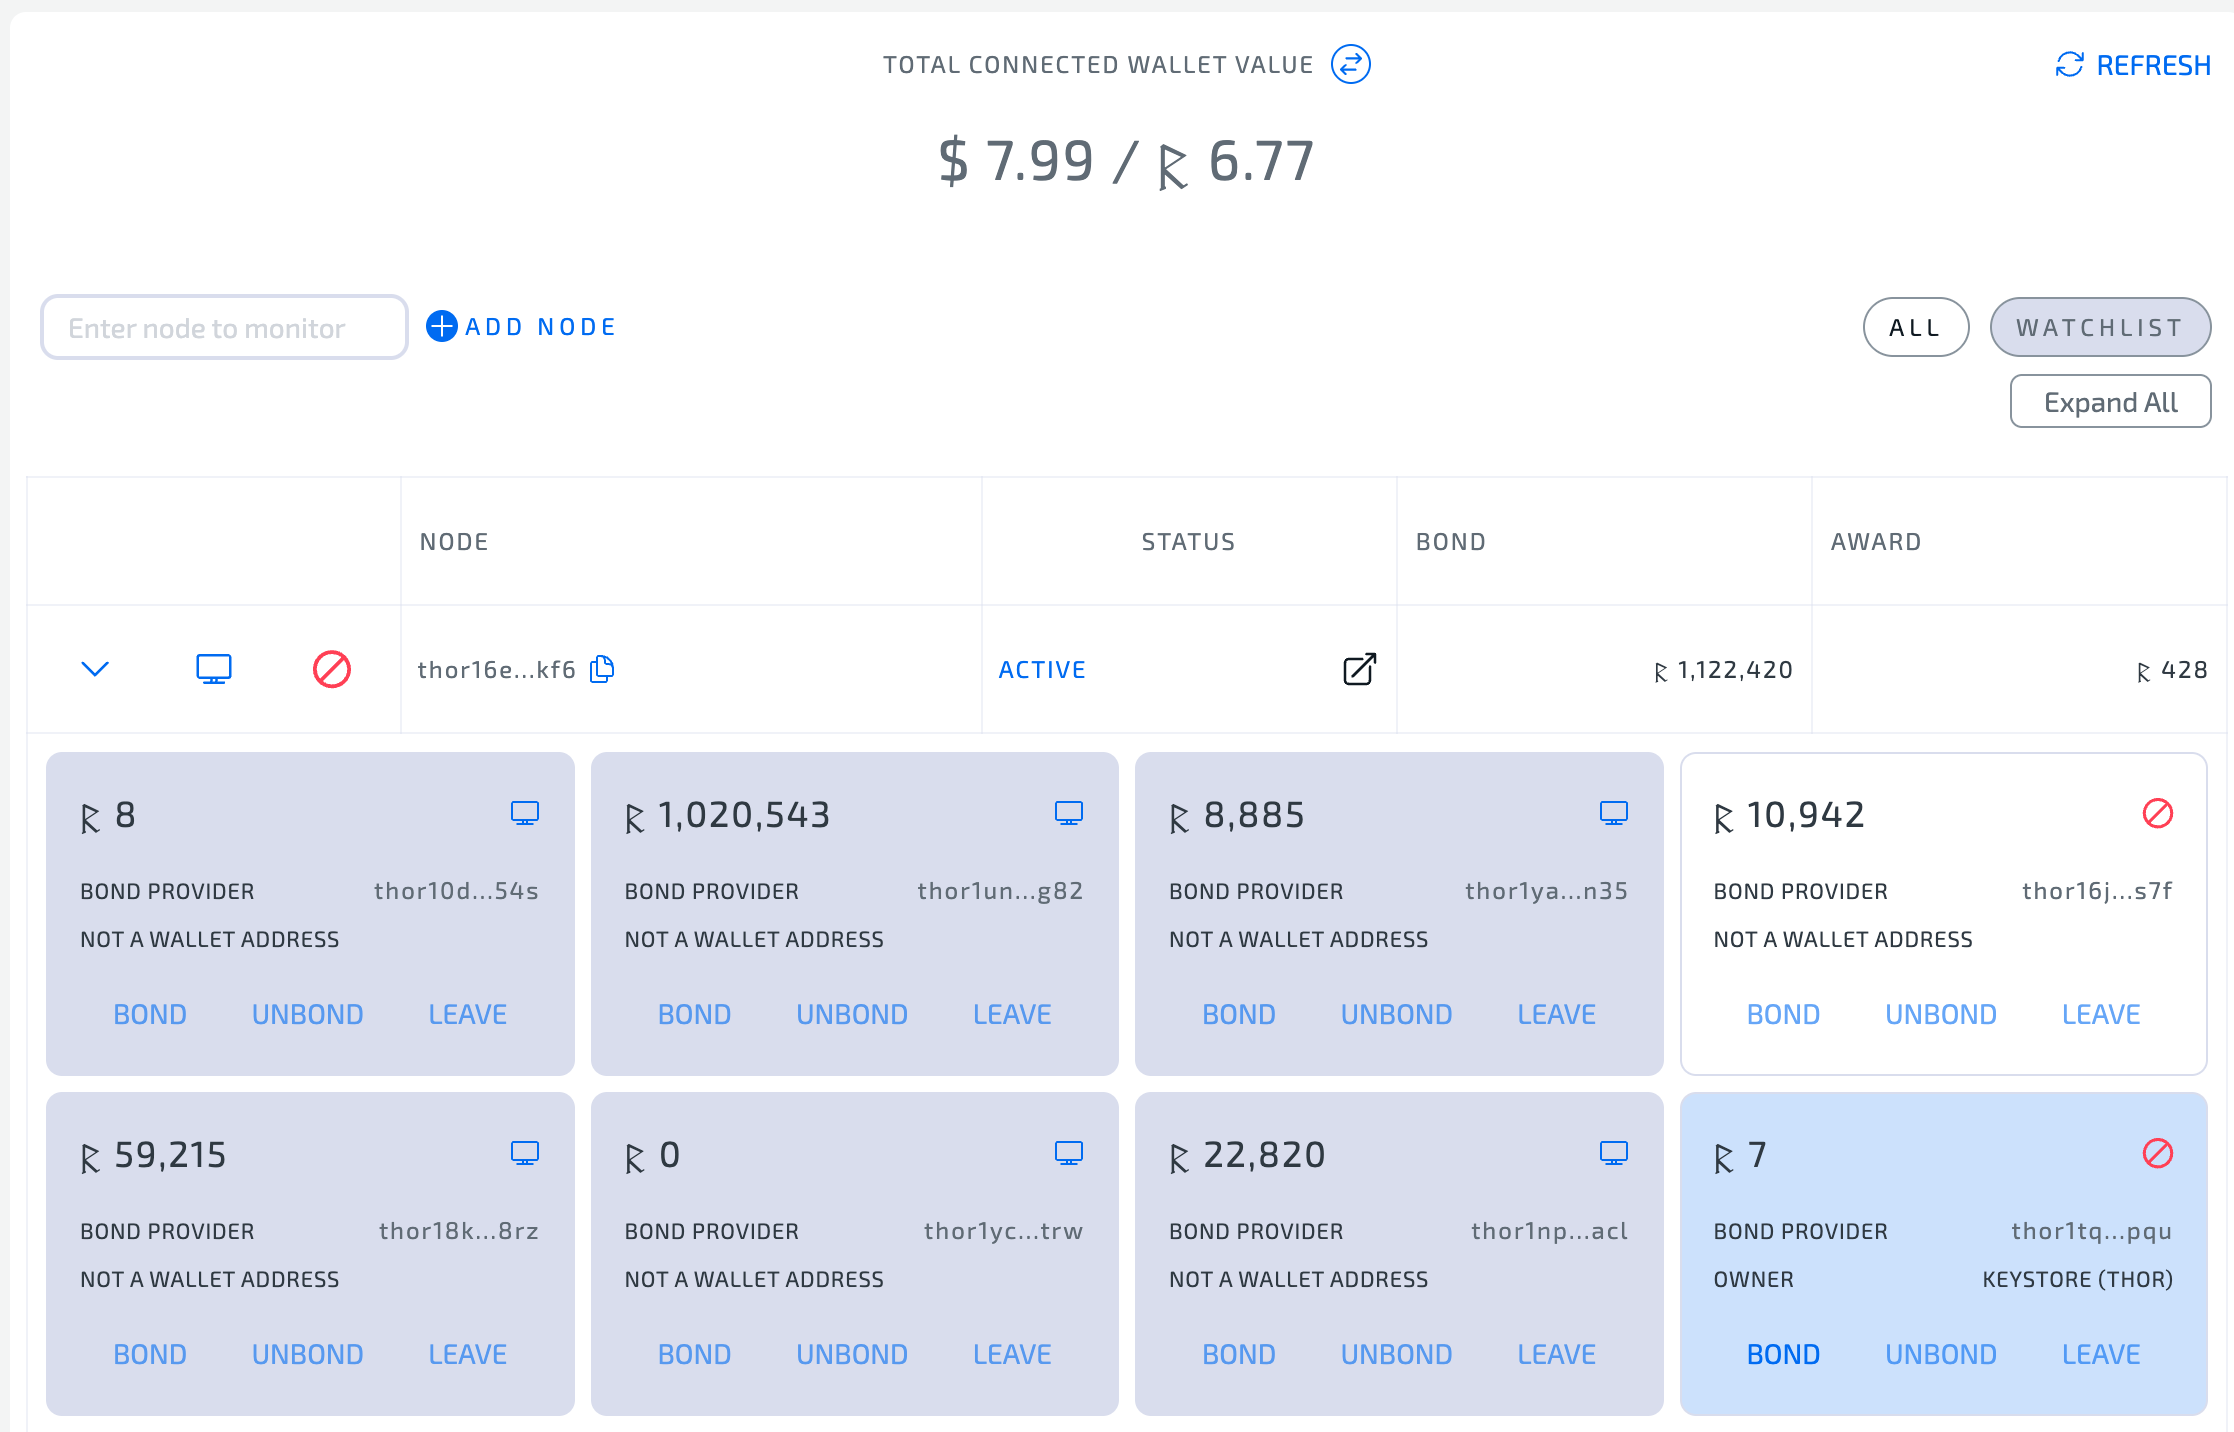 TOTAL CONNECTED WALLET VALUE
REFRESH
$ 7.99 / ᚱ 6.77
Enter node to monitor
ADD NODE
ALL
WATCHLIST
Expand All
NODE STATUS BOND AWARD
thor16e...kf6 ACTIVE ᚱ 1,122,420 ᚱ 428
ᚱ 8
BOND PROVIDER thor10d...54s
NOT A WALLET ADDRESS
BOND UNBOND LEAVE
ᚱ 1,020,543
BOND PROVIDER thor1un...g82
NOT A WALLET ADDRESS
BOND UNBOND LEAVE
ᚱ 8,885
BOND PROVIDER thor1ya...n35
NOT A WALLET ADDRESS
BOND UNBOND LEAVE
ᚱ 10,942
BOND PROVIDER thor16j...s7f
NOT A WALLET ADDRESS
BOND UNBOND LEAVE
ᚱ 59,215
BOND PROVIDER thor18k...8rz
NOT A WALLET ADDRESS
BOND UNBOND LEAVE
ᚱ 0
BOND PROVIDER thor1yc...trw
NOT A WALLET ADDRESS
BOND UNBOND LEAVE
ᚱ 22,820
BOND PROVIDER thor1np...acl
NOT A WALLET ADDRESS
BOND UNBOND LEAVE
ᚱ 7
BOND PROVIDER thor1tq...pqu
OWNER KEYSTORE (THOR)
BOND UNBOND LEAVE